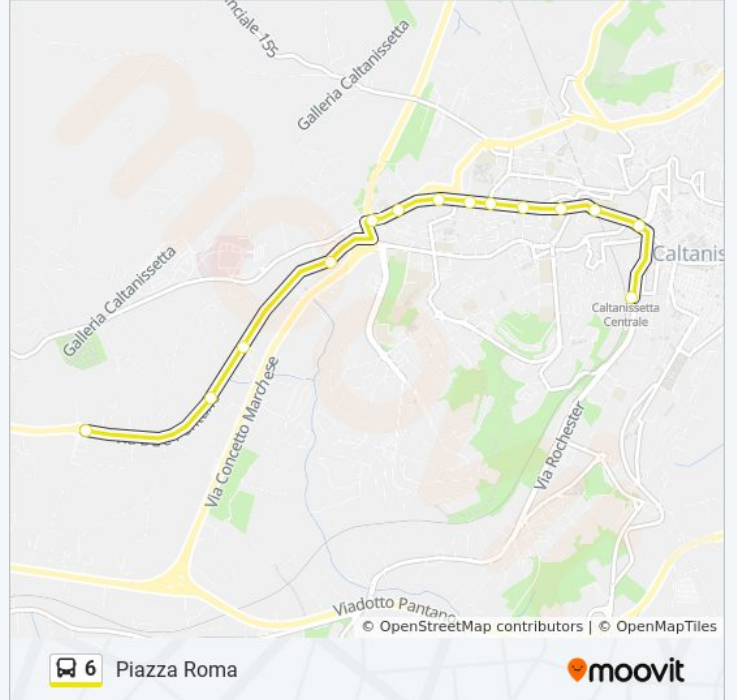 nciale 155
Galleria Caltanissetta
Galleria Caltanissetta
Caltanis
Caltanissetta
Centrale
Via Concetto Marchese
Via Rochester
Viadotto Pantano
© OpenStreetMap contributors | © OpenMapTiles
6 Piazza Roma
moovit